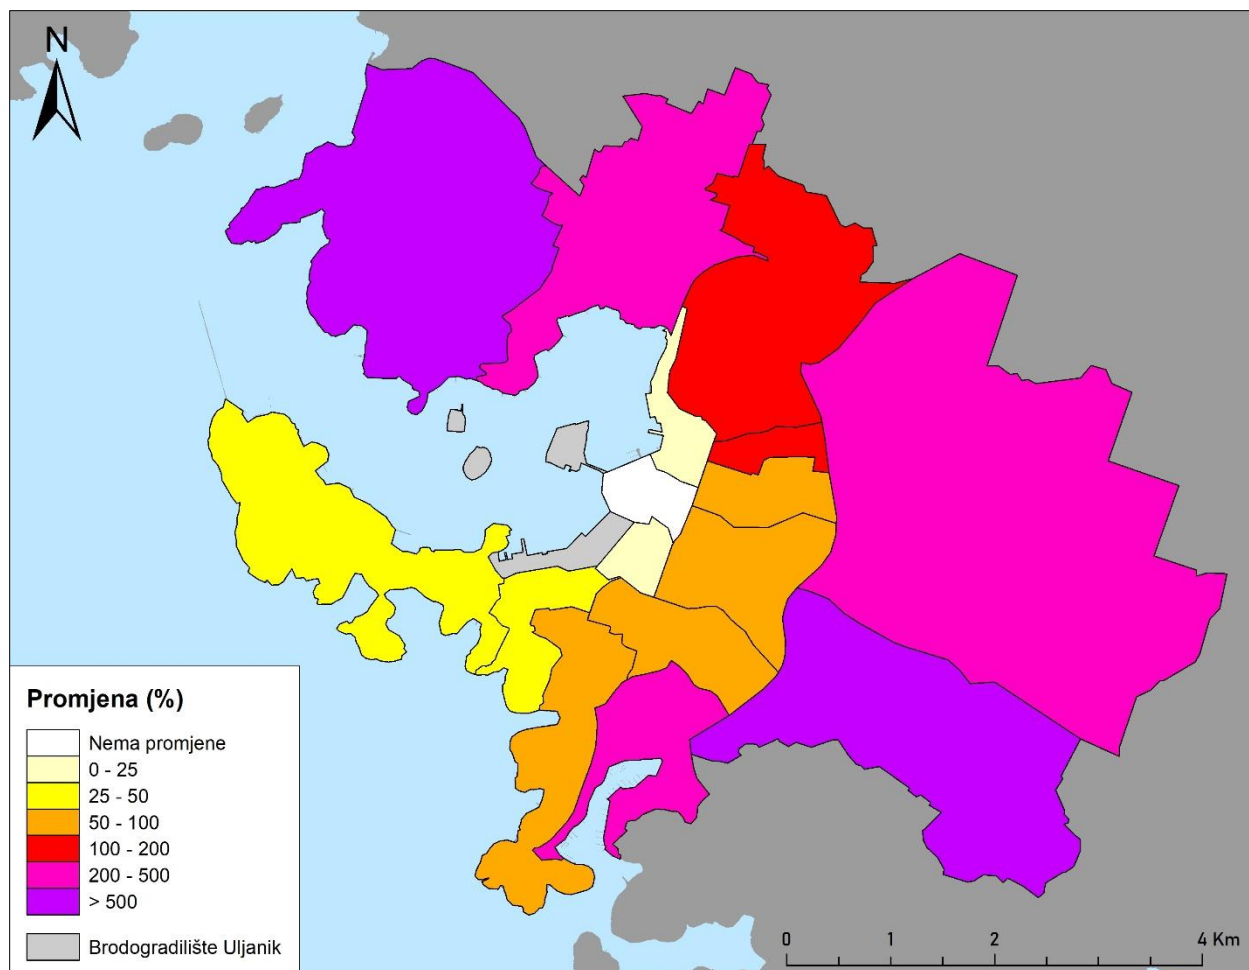 N
Promjena (%)
Nema promjene
0 - 25
25 - 50
50 - 100
100 - 200
200 - 500
> 500
Brodogradilište Uljanik
0 1 2 4 Km